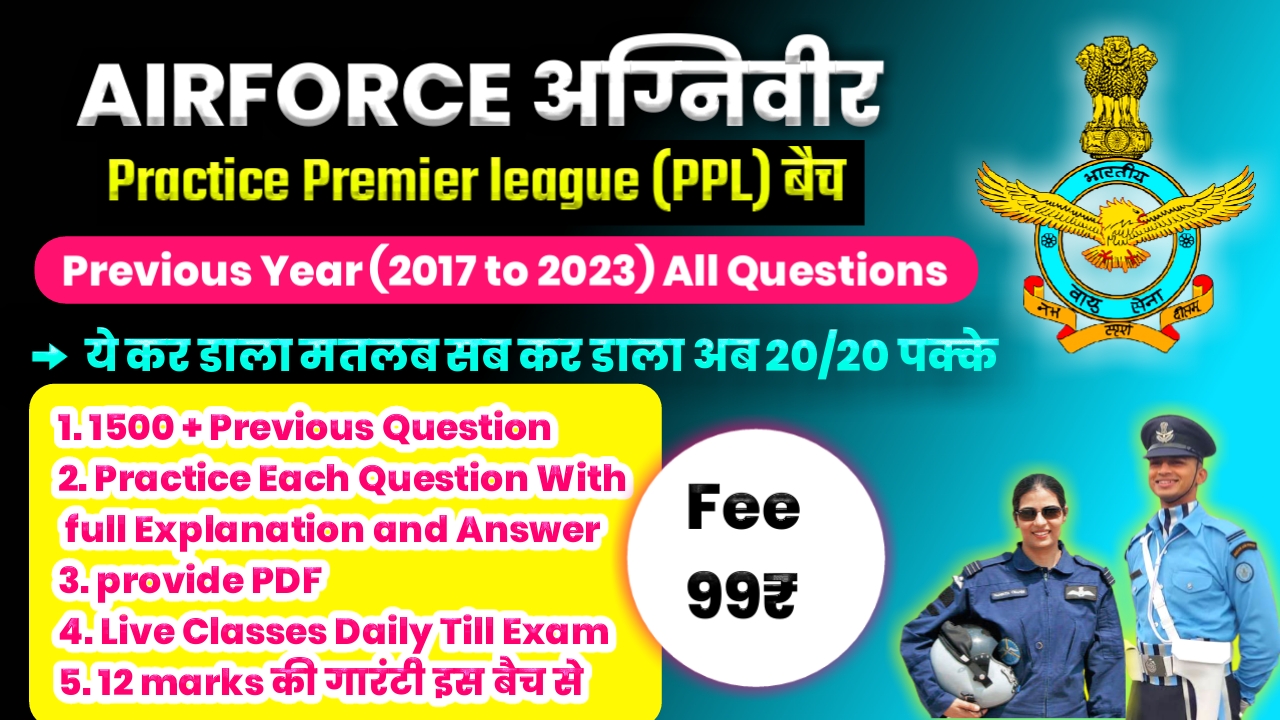 AIRFORCE अग्निवीर
Practice Premier league (PPL) बैच
Previous Year (2017 to 2023) All Questions
ये कर डाला मतलब सब कर डाला अब 20/20 पक्के
1. 1500 + Previous Question
2. Practice Each Question With
full Explanation and Answer
3. provide PDF
4. Live Classes Daily Till Exam
5. 12 marks की गारंटी इस बैच से
Fee
99₹
भारतीय
वायु सेना
नभ स्पृशं दीप्तम्